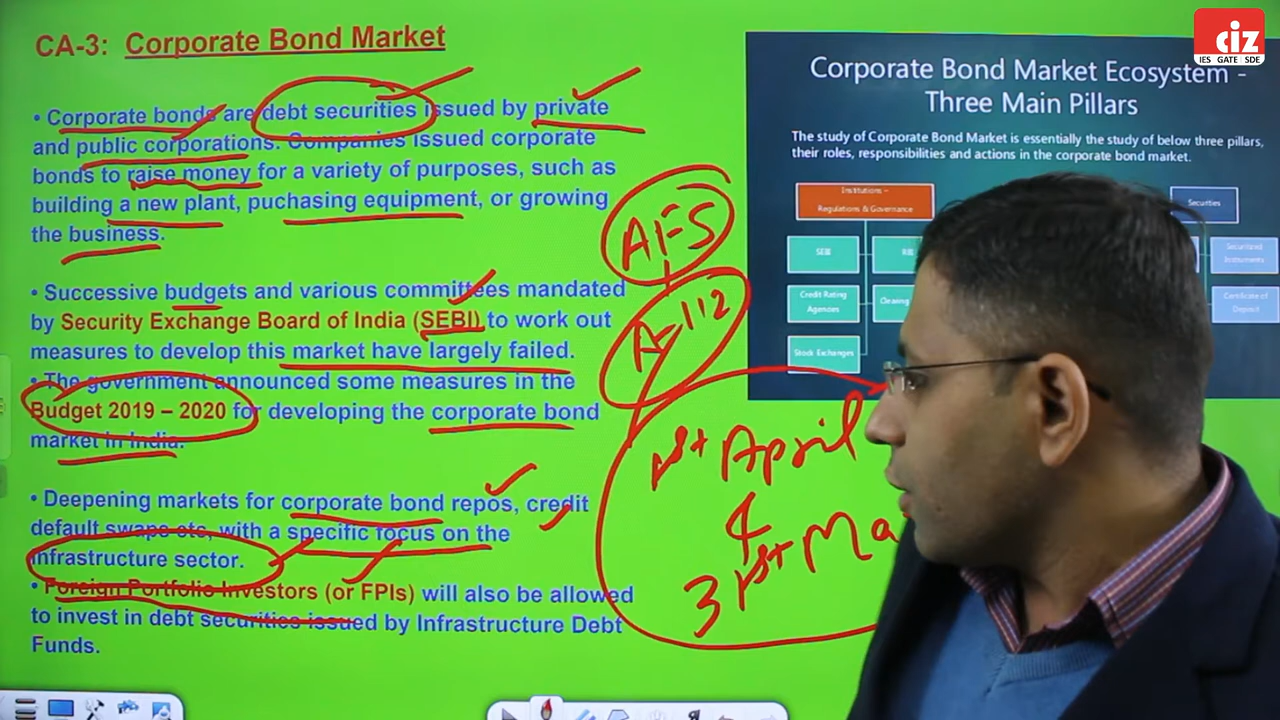 CA-3: Corporate Bond Market
• Corporate bonds are debt securities issued by private
and public corporations. Companies issued corporate
bonds to raise money for a variety of purposes, such as
building a new plant, puchasing equipment, or growing
the business.
• Successive budgets and various committees mandated
by Security Exchange Board of India (SEBI) to work out
measures to develop this market have largely failed.
• The government announced some measures in the
Budget 2019 – 2020 for developing the corporate bond
market in India.
• Deepening markets for corporate bond repos, credit
default swaps etc, with a specific focus on the
infrastructure sector.
• Foreign Portfolio Investors (or FPIs) will also be allowed
to invest in debt securities issued by Infrastructure Debt
Funds.
AFS
A-112
1st April
&
31st Ma
ciz
IES GATE SDE
Corporate Bond Market Ecosystem -
Three Main Pillars
The study of Corporate Bond Market is essentially the study of below three pillars,
their roles, responsibilities and actions in the corporate bond market.
Institutions –
Regulations & Governance
Securities
SEBI
Securitized
Instruments
Credit Rating
Agencies
Clearing
Certificate of
Deposit
Stock Exchanges